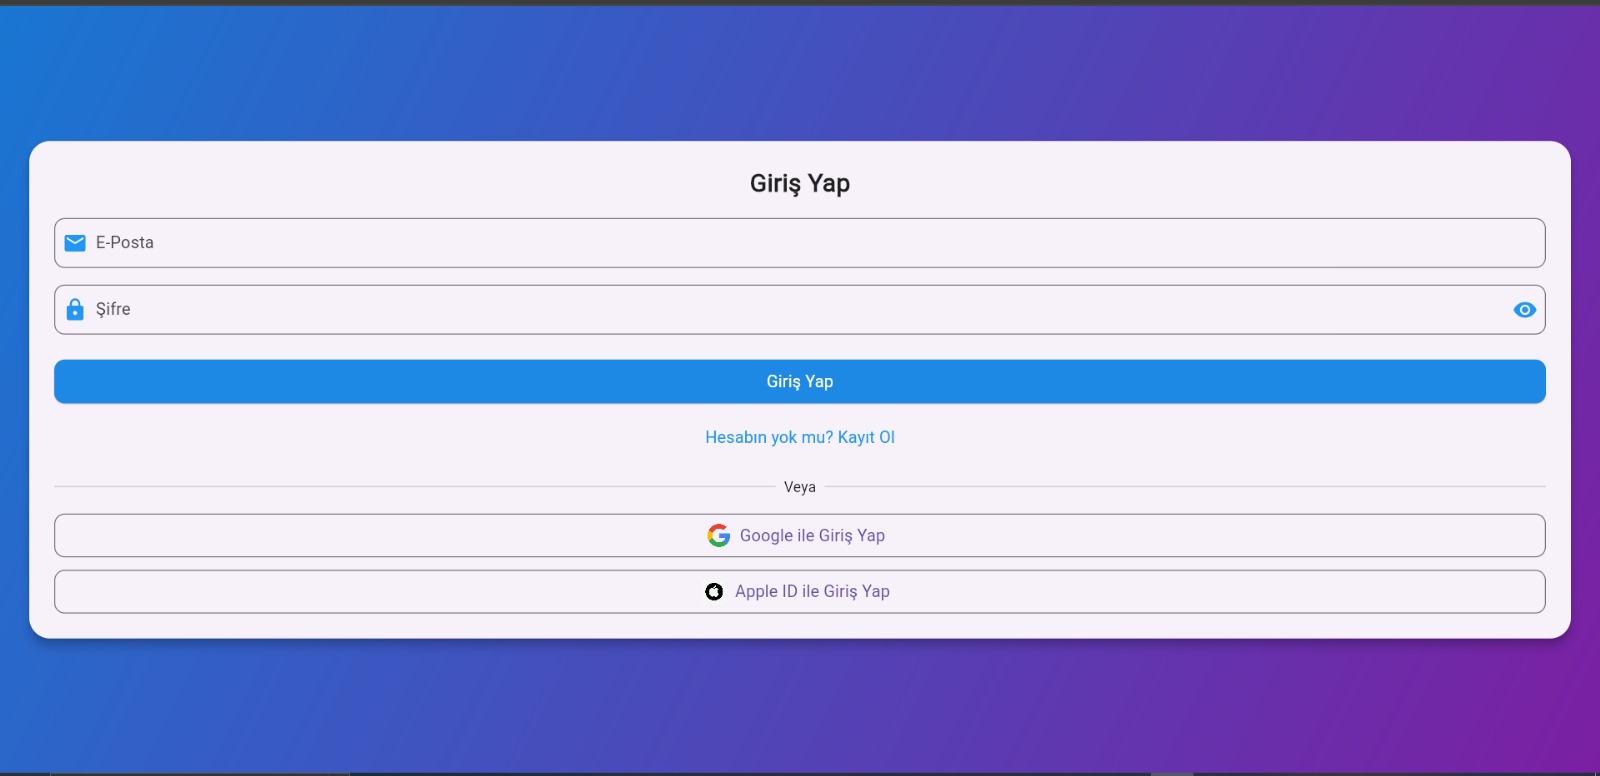 Giriş Yap
E-Posta
Şifre
Giriş Yap
Hesabın yok mu? Kayıt Ol
Veya
Google ile Giriş Yap
Apple ID ile Giriş Yap